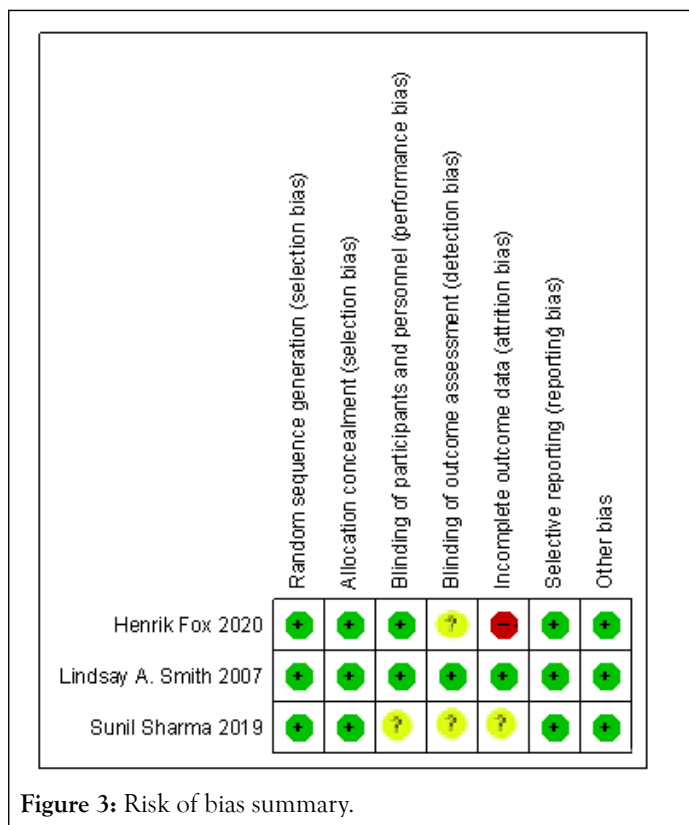 Random sequence generation (selection bias)
Allocation concealment (selection bias)
Blinding of participants and personnel (performance bias)
Blinding of outcome assessment (detection bias)
Incomplete outcome data (attrition bias)
Selective reporting (reporting bias)
Other bias
Henrik Fox 2020 + + + ? − + +
Lindsay A. Smith 2007 + + + + + + +
Sunil Sharma 2019 + + ? ? ? + +
Figure 3: Risk of bias summary.